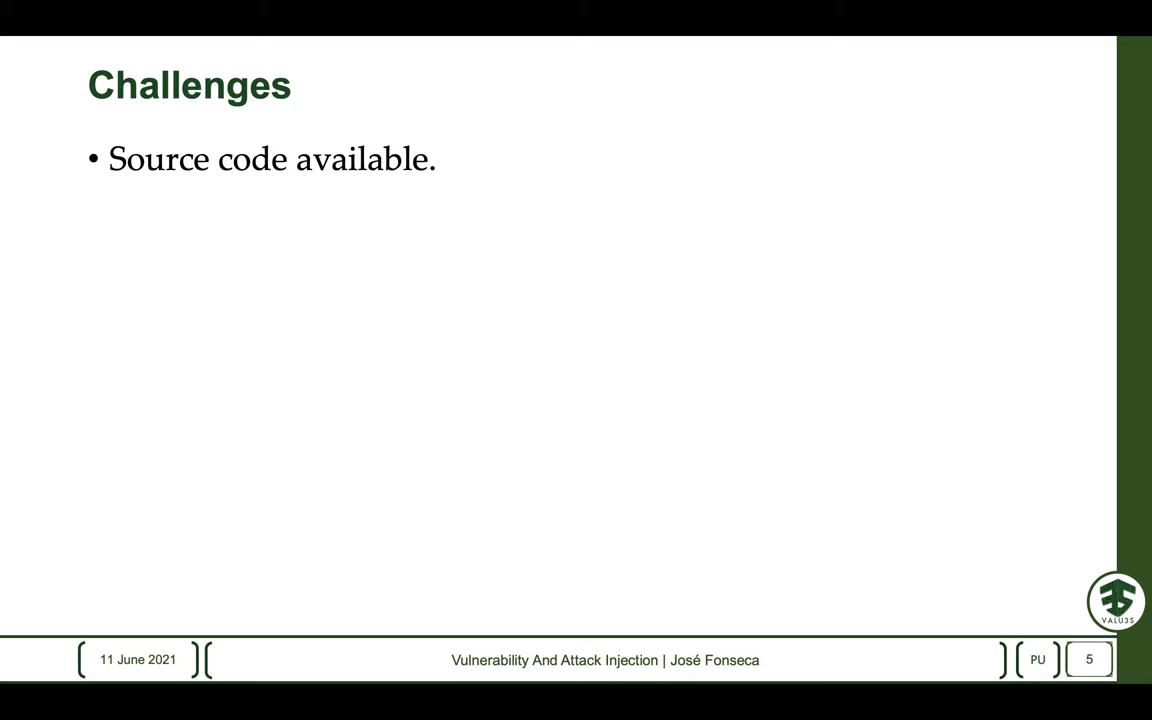 Challenges
• Source code available.
VALU3S
11 June 2021
Vulnerability And Attack Injection | José Fonseca
PU
5